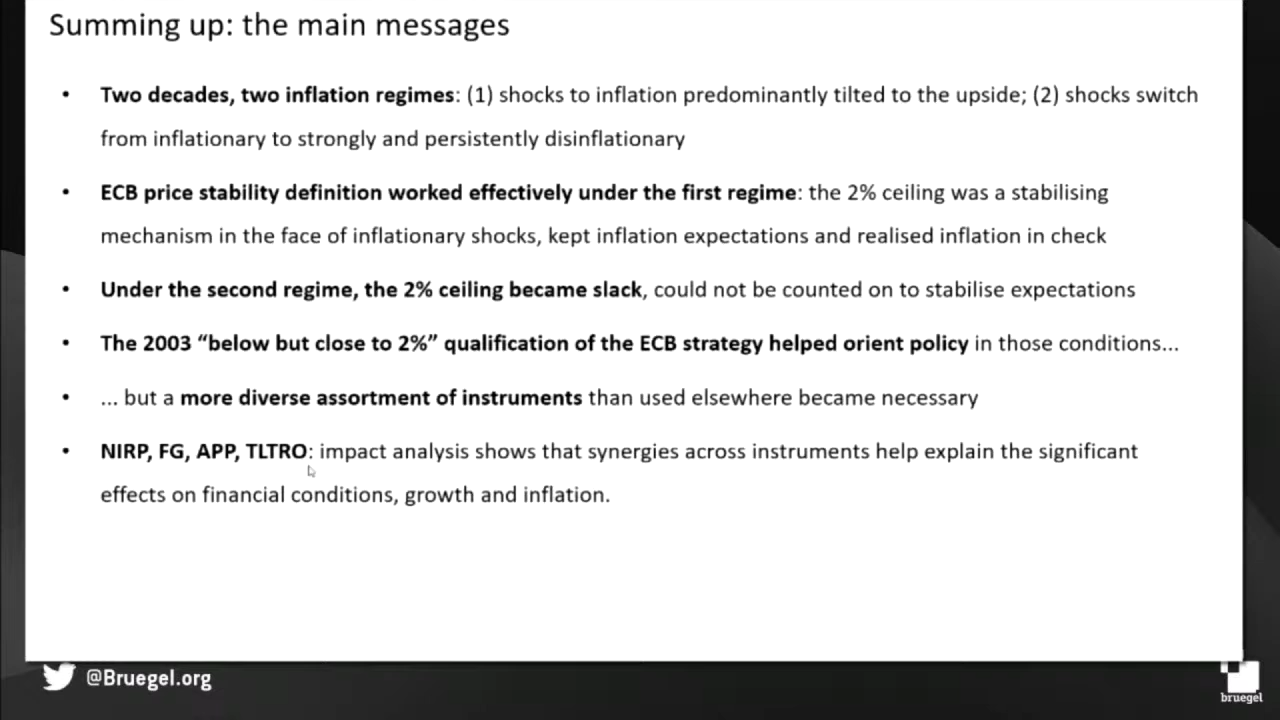 Summing up: the main messages
• Two decades, two inflation regimes: (1) shocks to inflation predominantly tilted to the upside; (2) shocks switch
from inflationary to strongly and persistently disinflationary
• ECB price stability definition worked effectively under the first regime: the 2% ceiling was a stabilising
mechanism in the face of inflationary shocks, kept inflation expectations and realised inflation in check
• Under the second regime, the 2% ceiling became slack, could not be counted on to stabilise expectations
• The 2003 “below but close to 2%” qualification of the ECB strategy helped orient policy in those conditions...
• ... but a more diverse assortment of instruments than used elsewhere became necessary
• NIRP, FG, APP, TLTRO: impact analysis shows that synergies across instruments help explain the significant
effects on financial conditions, growth and inflation.
@Bruegel.org
bruegel